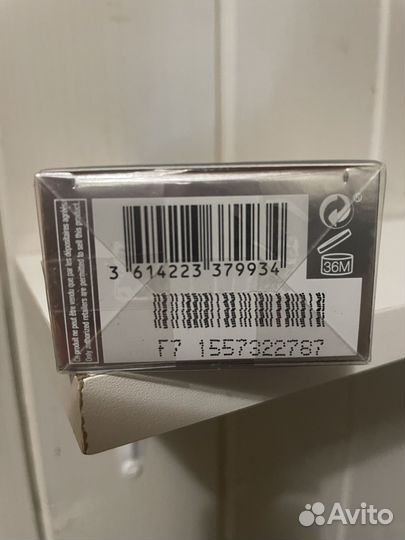 Ce produit ne peut être vendu que par les dépositaires agréés.
Only authorized retailers are permitted to sell this product.
3 614223 379934
®
36M
F7 1557322787
Avito